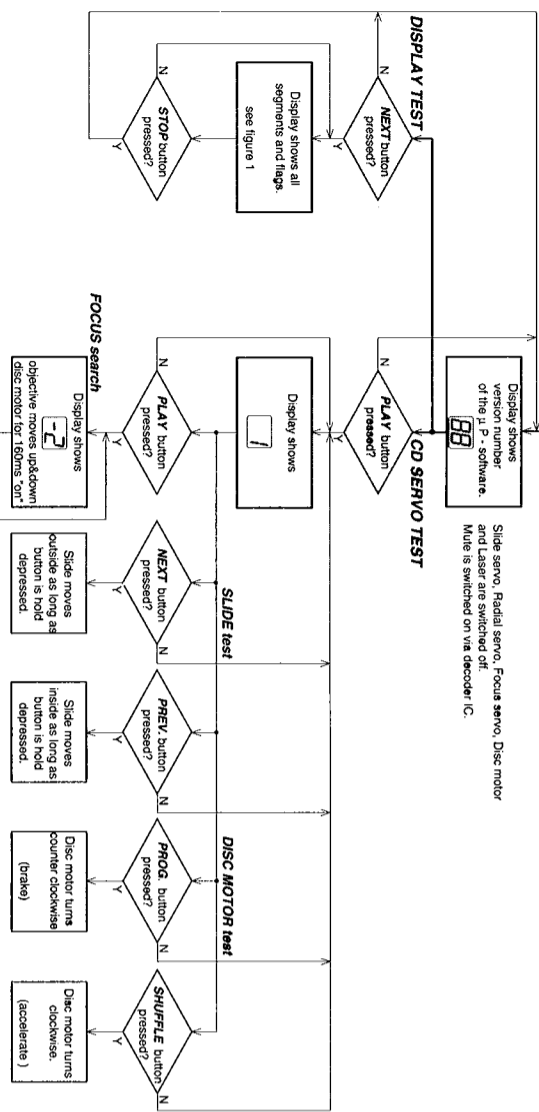 Display shows
version number
of the μ P - software.
88
Slide servo, Radial servo, Focus servo, Disc motor
and Laser are switched off.
Mute is switched on via decoder IC.
DISPLAY TEST
NEXT button
pressed?
N
Y
Display shows all
segments and flags.
see figure 1
STOP button
pressed?
N
Y
CD SERVO TEST
PLAY button
pressed?
N
Y
Display shows
1
PLAY button
pressed?
N
Y
FOCUS search
Display shows
-2
objective moves up&down
disc motor for 160ms "on"
SLIDE test
NEXT button
pressed?
N
Y
Slide moves
outside as long as
button is hold
depressed.
PREV. button
pressed?
N
Y
Slide moves
inside as long as
button is hold
depressed.
DISC MOTOR test
PROG. button
pressed?
N
Y
Disc motor turns
counter clockwise
(brake)
SHUFFLE button
pressed?
N
Y
Disc motor turns
clockwise.
(accelerate )